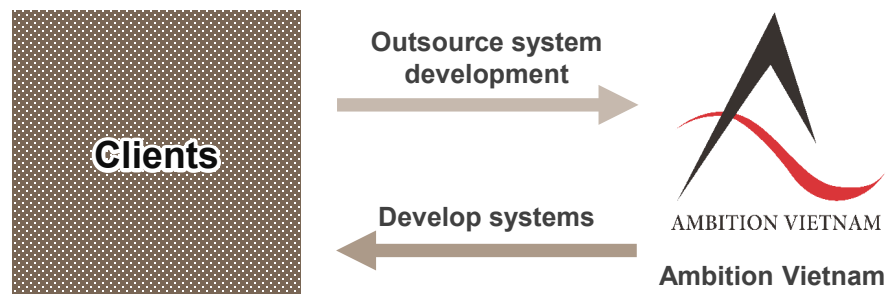 Outsource system
development
Clients
Develop systems
AMBITION VIETNAM
Ambition Vietnam